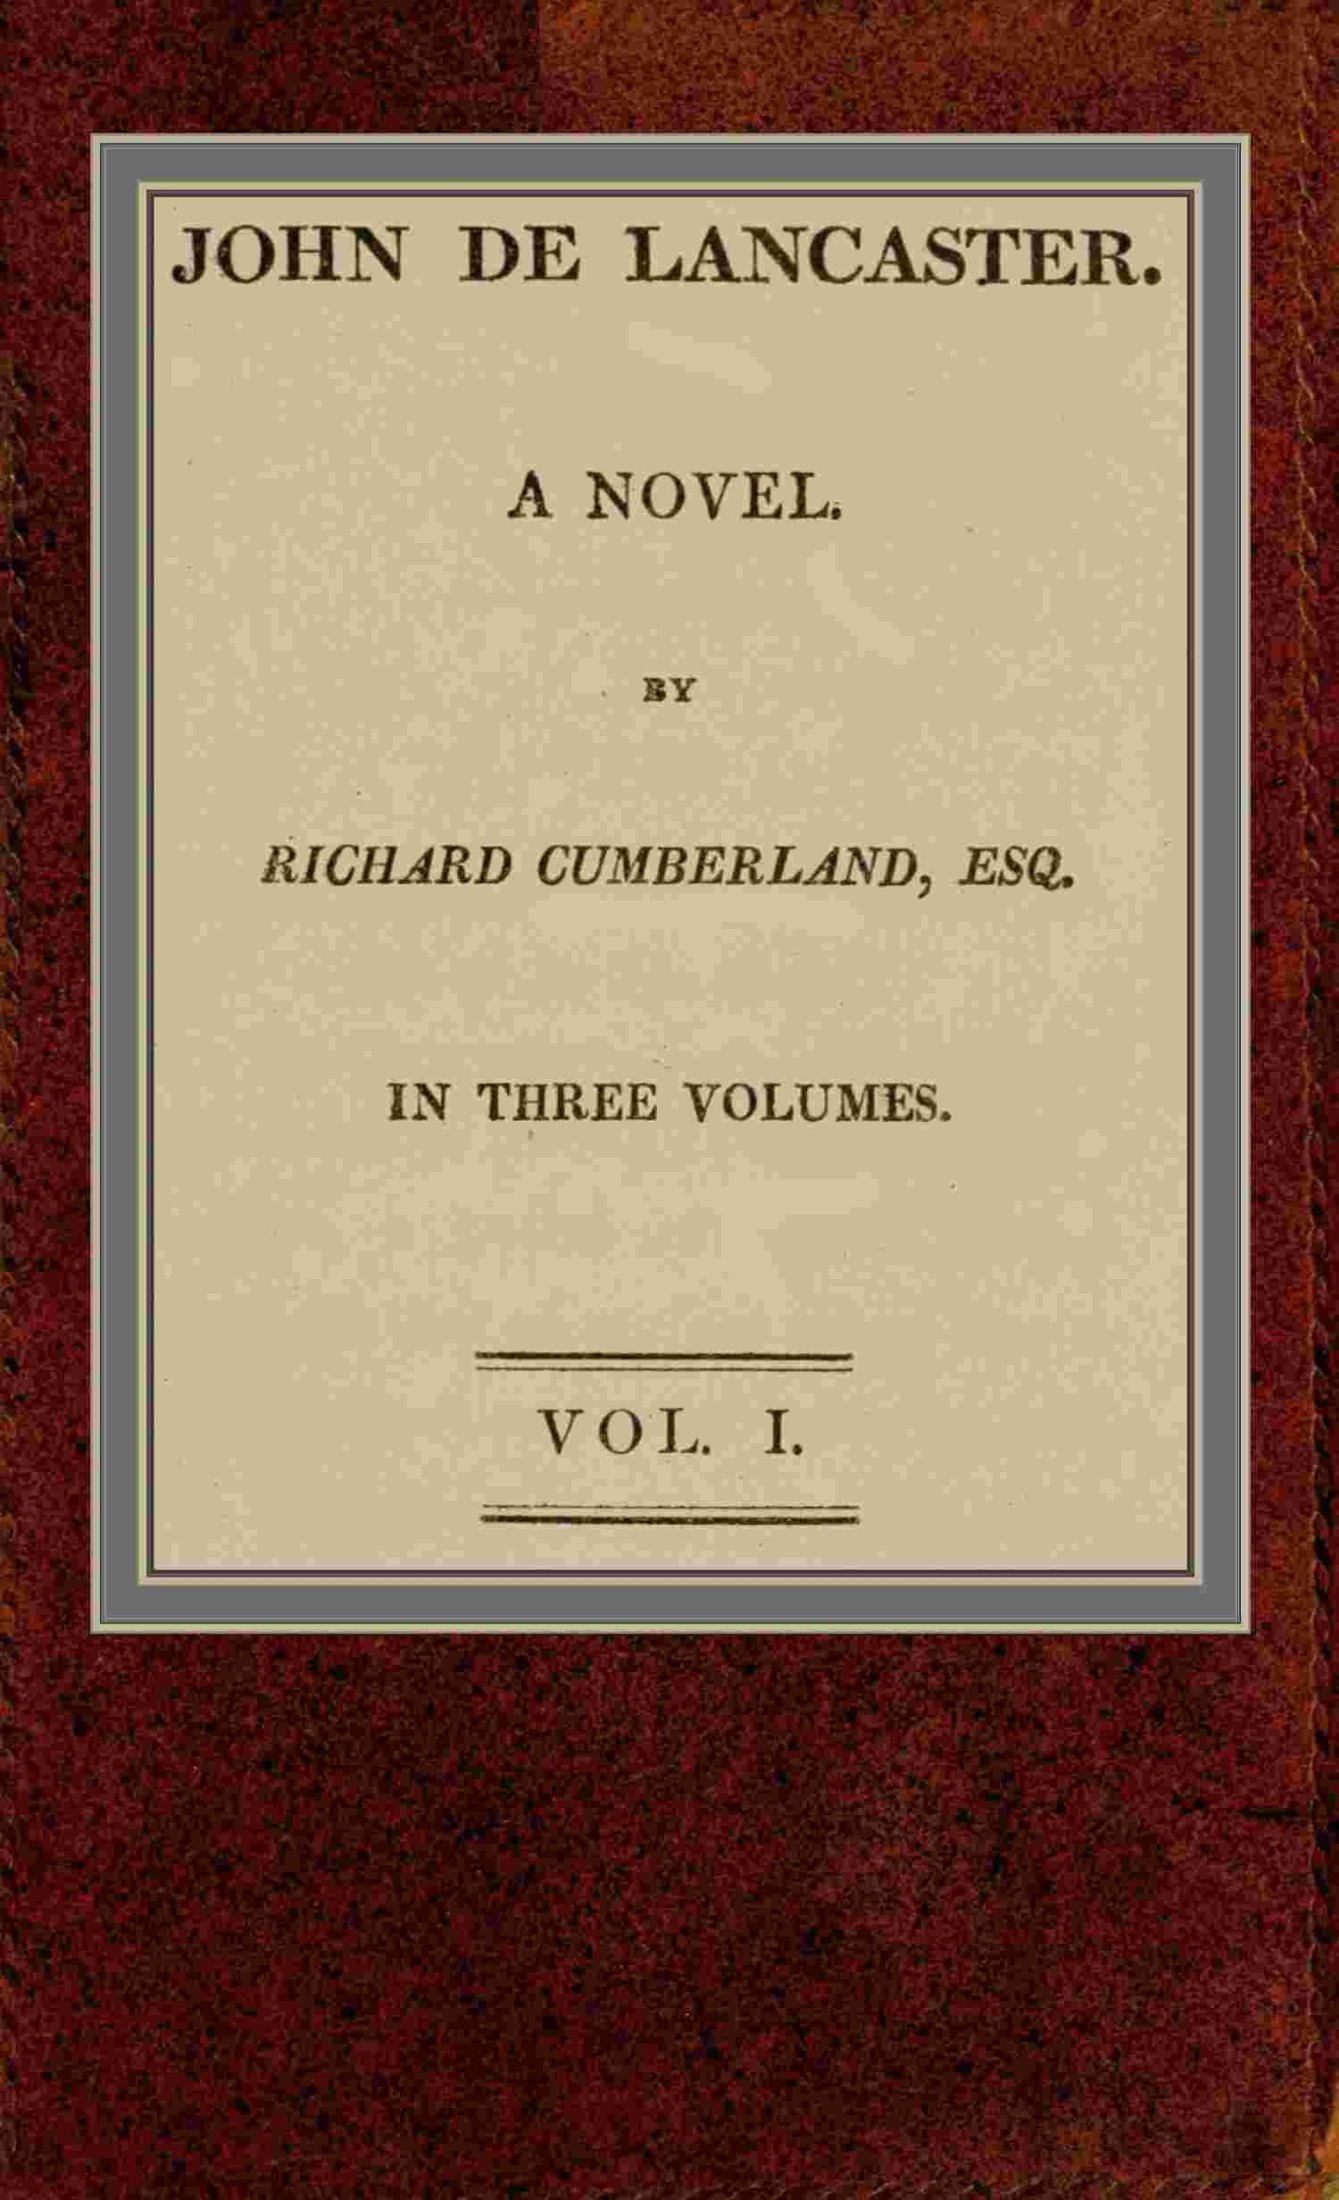 JOHN DE LANCASTER.
A NOVEL.
BY
RICHARD CUMBERLAND, ESQ.
IN THREE VOLUMES.
VOL. I.